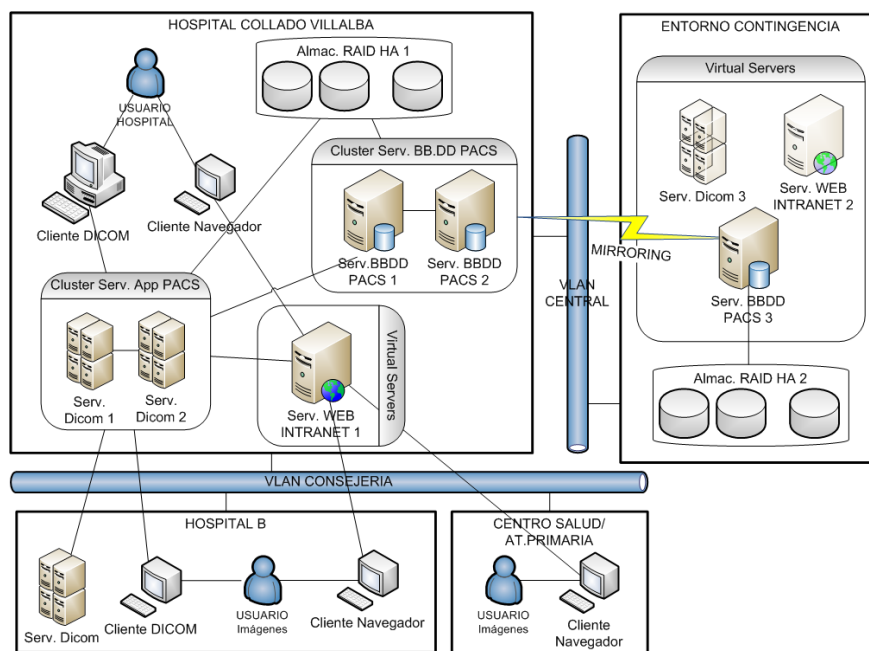 HOSPITAL COLLADO VILLALBA
Almac. RAID HA 1
USUARIO
HOSPITAL
Cliente DICOM
Cliente Navegador
Cluster Serv. BB.DD PACS
Serv.BBDD
PACS 1
Serv. BBDD
PACS 2
Cluster Serv. App PACS
Serv.
Dicom 1
Serv.
Dicom 2
Serv. WEB
INTRANET 1
Virtual Servers
VLAN
CENTRAL
MIRRORING
ENTORNO CONTINGENCIA
Virtual Servers
Serv. Dicom 3
Serv. WEB
INTRANET 2
Serv. BBDD
PACS 3
Almac. RAID HA 2
VLAN CONSEJERIA
HOSPITAL B
Serv. Dicom
Cliente DICOM
USUARIO
Imágenes
Cliente Navegador
CENTRO SALUD/
AT.PRIMARIA
USUARIO
Imágenes
Cliente
Navegador